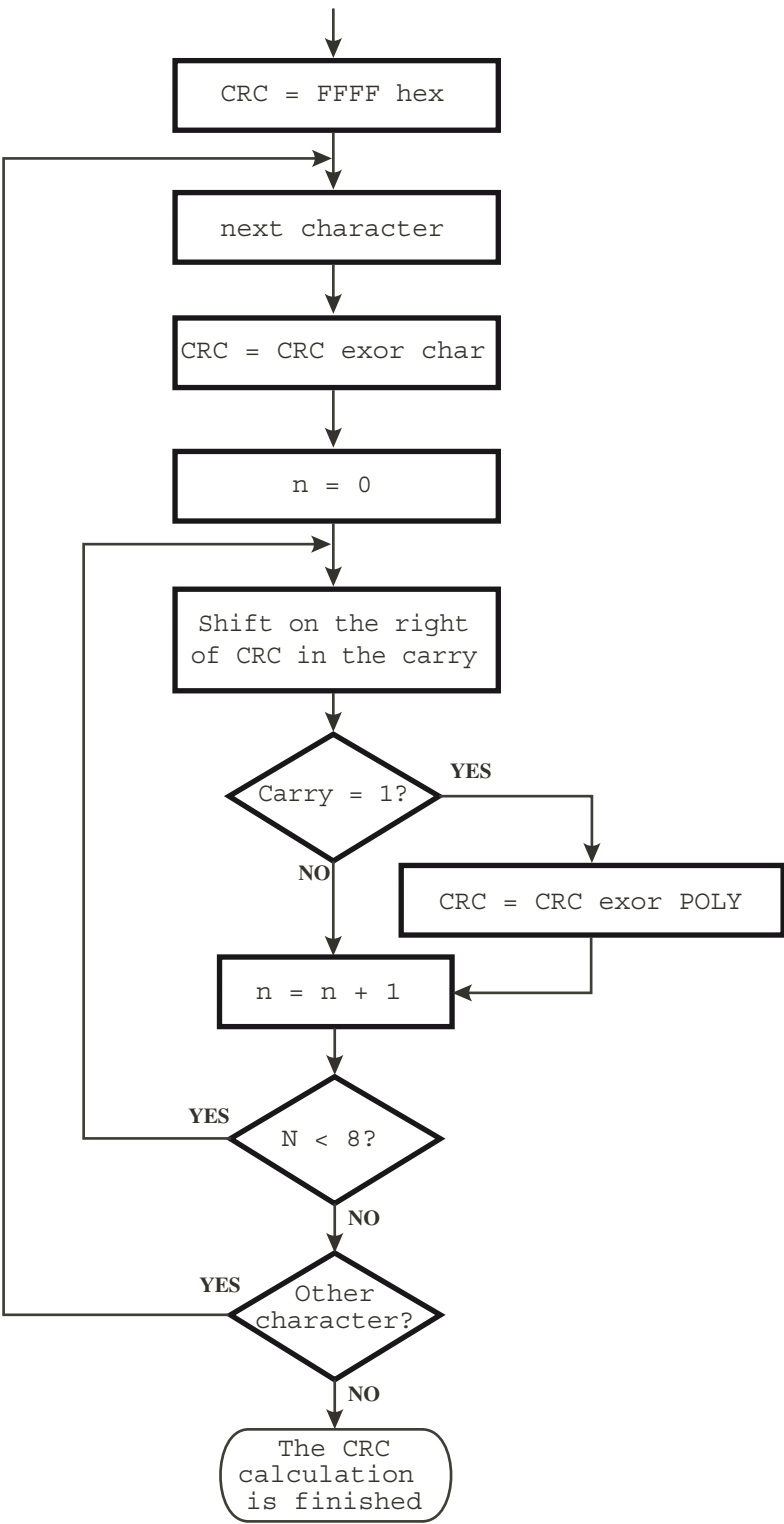 CRC = FFFF hex
next character
CRC = CRC exor char
n = 0
Shift on the right
of CRC in the carry
Carry = 1?
YES
NO
CRC = CRC exor POLY
n = n + 1
YES
N < 8?
NO
YES
Other
character?
NO
The CRC
calculation
is finished